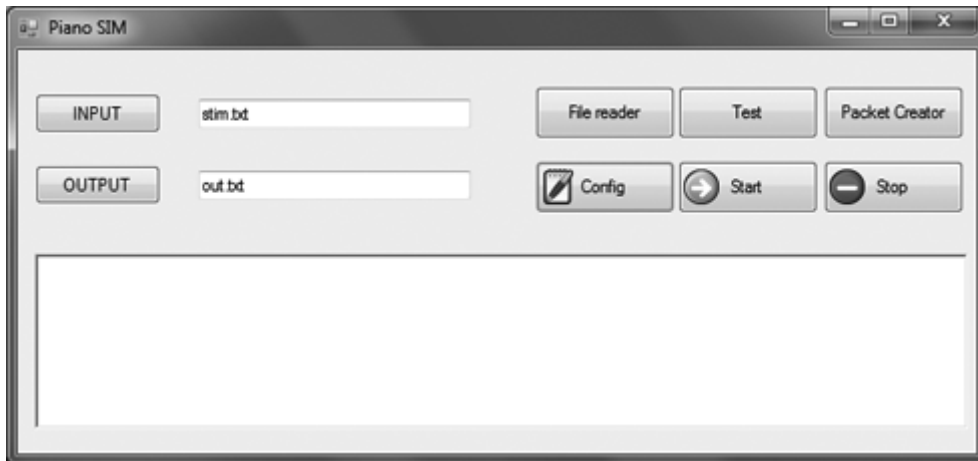 Piano SIM
INPUT
stim.txt
File reader
Test
Packet Creator
OUTPUT
out.txt
Config
Start
Stop